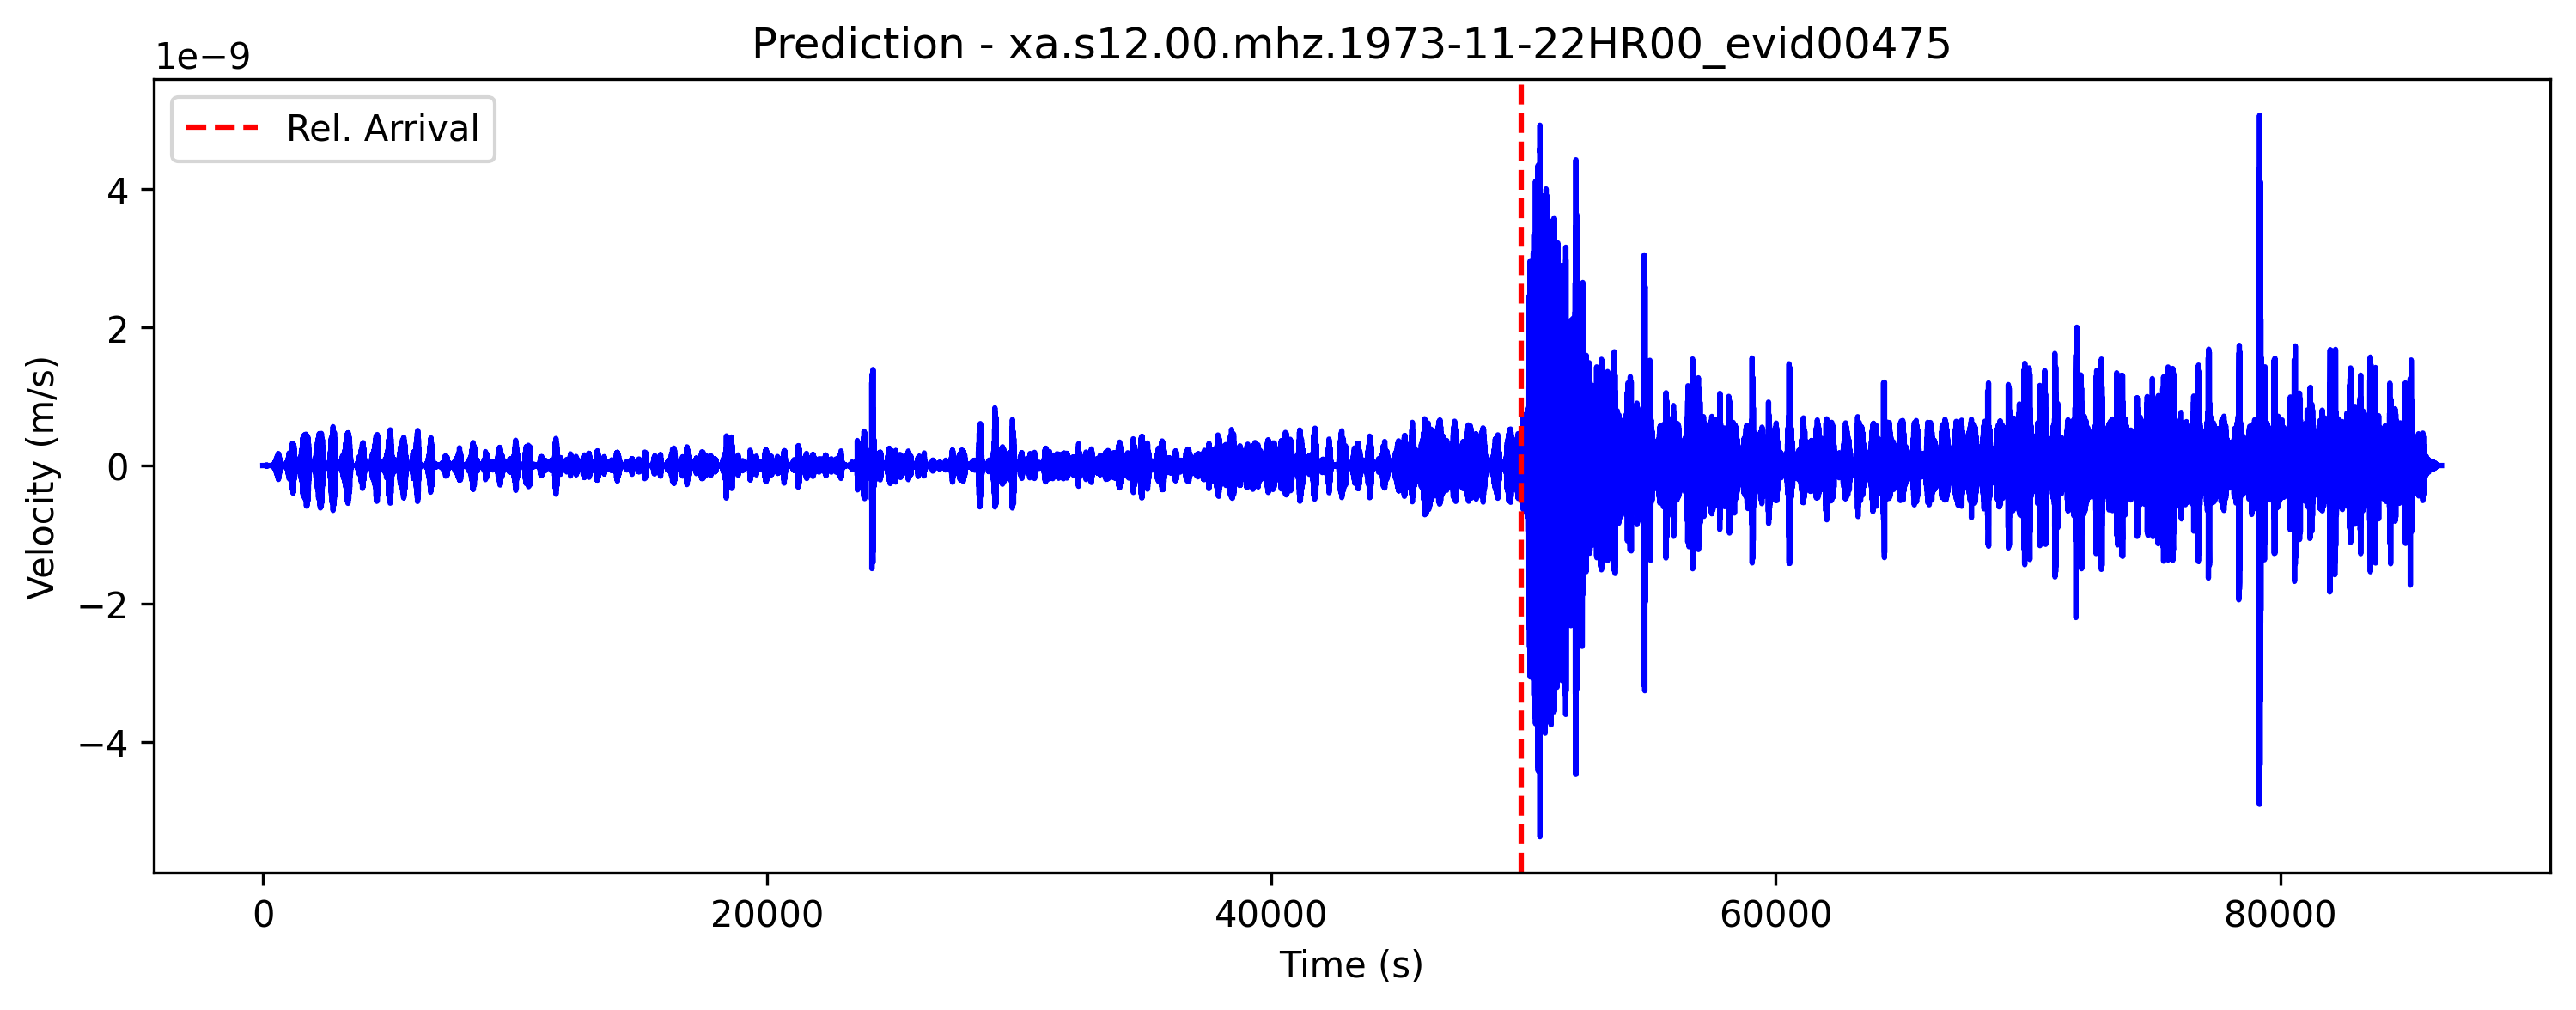 Prediction - xa.s12.00.mhz.1973-11-22HR00_evid00475
1e−9
Rel. Arrival
4
2
0
−2
−4
Velocity (m/s)
0 20000 40000 60000 80000
Time (s)